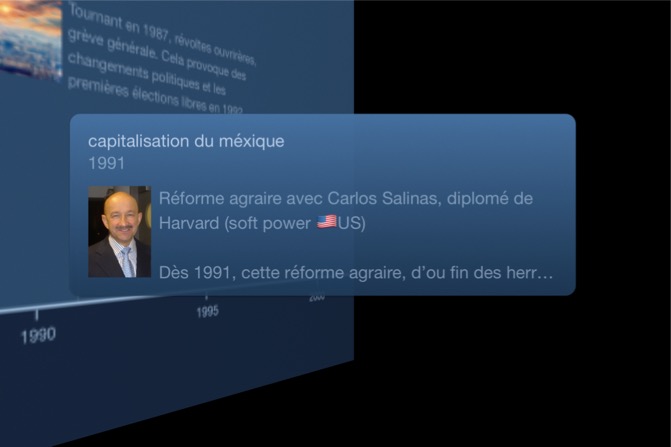 Tournant en 1987, révoltes ouvrières,
grève générale. Cela provoque des
changements politiques et les
premières élections libres en 1992
capitalisation du méxique
1991
Réforme agraire avec Carlos Salinas, diplomé de
Harvard (soft power 🇺🇸US)
Dès 1991, cette réforme agraire, d’ou fin des herr…
1990
1995
2000